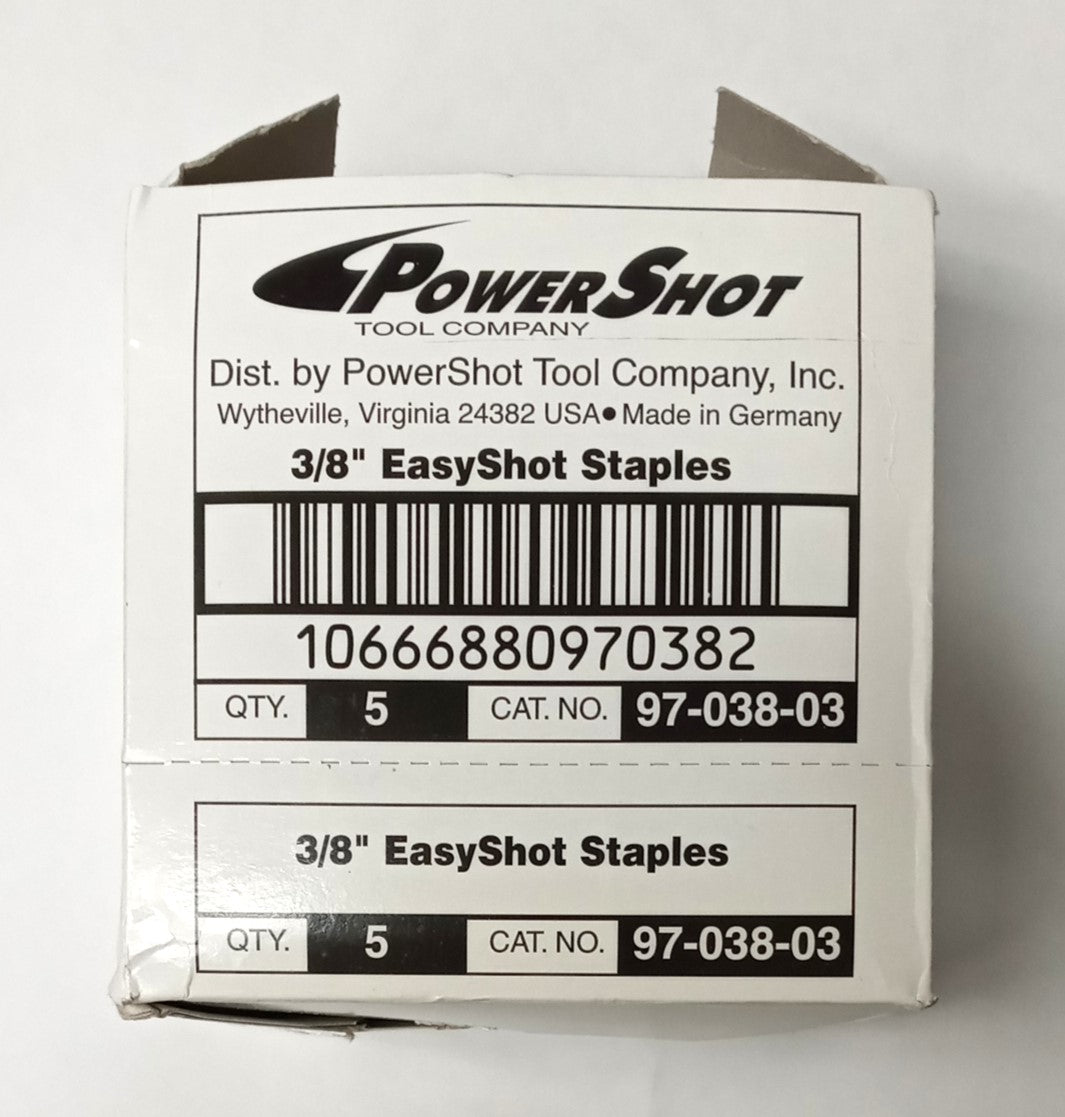 POWERSHOT
TOOL COMPANY
Dist. by PowerShot Tool Company, Inc.
Wytheville, Virginia 24382 USA● Made in Germany
3/8" EasyShot Staples
10666880970382
QTY. 5 CAT. NO. 97-038-03
3/8" EasyShot Staples
QTY. 5 CAT. NO. 97-038-03